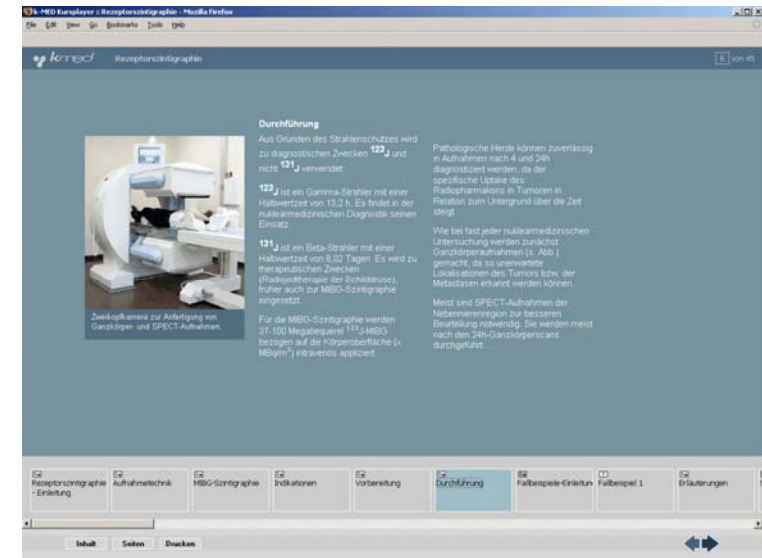 k-MED Kursplayer :: Rezeptorszintigraphie - Mozilla Firefox
File Edit View Go Bookmarks Tools Help
k-med Rezeptorszintigraphie 6 von 45
Durchführung
Aus Gründen des Strahlenschutzes wird
zu diagnostischen Zwecken 123J und
nicht 131J verwendet.
123J ist ein Gamma-Strahler mit einer
Halbwertzeit von 13,2 h. Es findet in der
nuklearmedizinischen Diagnostik seinen
Einsatz.
131J ist ein Beta-Strahler mit einer
Halbwertzeit von 8,02 Tagen. Es wird zu
therapeutischen Zwecken
(Radiojodtherapie der Schilddrüse),
früher auch zur MIBG-Szintigraphie
eingesetzt.
Für die MIBG-Szintigraphie werden
37-100 Megabequerel 123J-MIBG
bezogen auf die Körperoberfläche (x
MBq/m²) intravenös appliziert.
Zweikopfkamera zur Anfertigung von
Ganzkörper- und SPECT-Aufnahmen.
Pathologische Herde können zuverlässig
in Aufnahmen nach 4 und 24h
diagnostiziert werden, da der
spezifische Uptake des
Radiopharmakons in Tumoren in
Relation zum Untergrund über die Zeit
steigt.
Wie bei fast jeder nuklearmedizinischen
Untersuchung werden zunächst
Ganzkörperaufnahmen (s. Abb.)
gemacht, da so unerwartete
Lokalisationen des Tumors bzw. der
Metastasen erkannt werden können.
Meist sind SPECT-Aufnahmen der
Nebennierenregion zur besseren
Beurteilung notwendig. Sie werden meist
nach den 24h-Ganzkörperscans
durchgeführt.
Rezeptorszintigraphie
- Einleitung
Aufnahmetechnik
MIBG-Szintigraphie
Indikationen
Vorbereitung
Durchführung
Fallbeispiele-Einleitun
Fallbeispiel 1
Erläuterungen
Inhalt Seiten Drucken